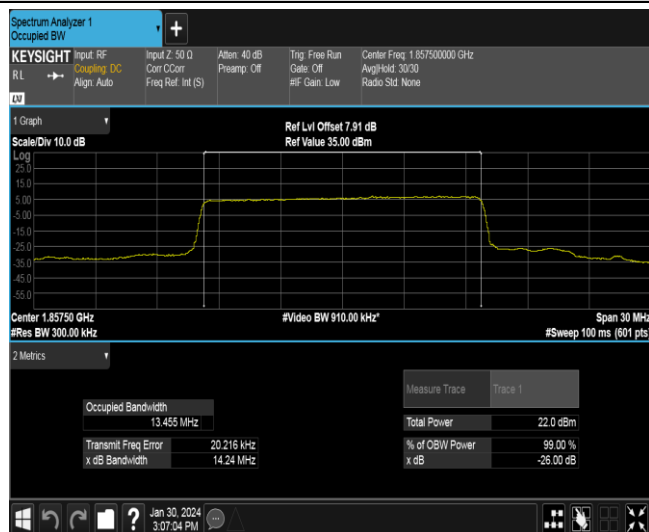 Spectrum Analyzer 1
Occupied BW
+
KEYSIGHT Input: RF Input Z: 50 Ω Atten: 40 dB Trig: Free Run Center Freq: 1.857500000 GHz
RL Coupling: DC Corr CCorr Preamp: Off Gate: Off Avg|Hold: 30/30
Align: Auto Freq Ref: Int (S) #IF Gain: Low Radio Std: None
LXI
1 Graph
Ref Lvl Offset 7.91 dB
Scale/Div 10.0 dB Ref Value 35.00 dBm
Log
25.0
15.0
5.00
-5.00
-15.0
-25.0
-35.0
-45.0
-55.0
Center 1.85750 GHz #Video BW 910.00 kHz* Span 30 MHz
#Res BW 300.00 kHz #Sweep 100 ms (601 pts)
2 Metrics
Measure Trace Trace 1
Occupied Bandwidth
13.455 MHz Total Power 22.0 dBm
Transmit Freq Error 20.216 kHz % of OBW Power 99.00 %
x dB Bandwidth 14.24 MHz x dB -26.00 dB
? Jan 30, 2024
3:07:04 PM